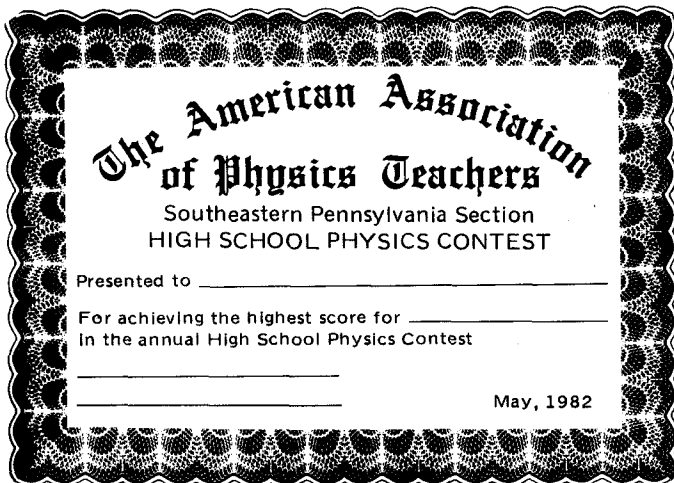 The American Association
of Physics Teachers
Southeastern Pennsylvania Section
HIGH SCHOOL PHYSICS CONTEST
Presented to
For achieving the highest score for
in the annual High School Physics Contest
May, 1982